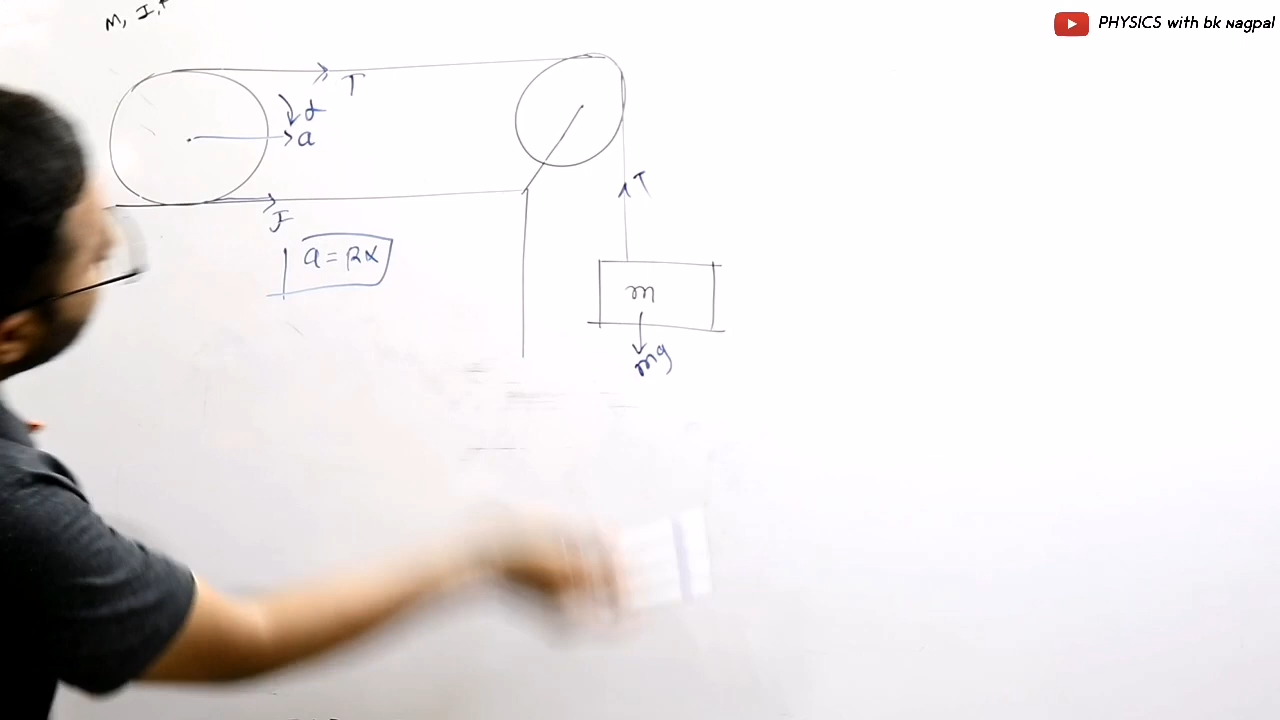 PHYSICS with bk Nagpal
M, I,
T
α
a
f
a = Rα
T
m
mg